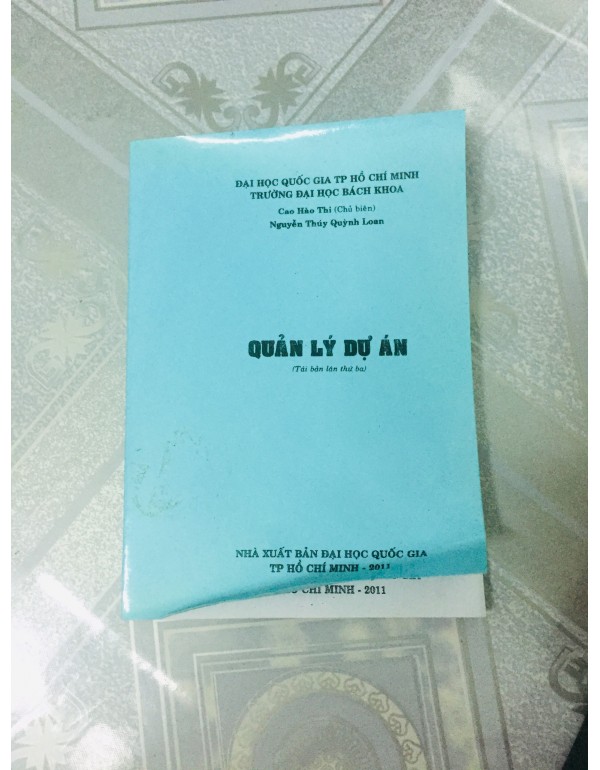 ĐẠI HỌC QUỐC GIA TP HỒ CHÍ MINH
TRƯỜNG ĐẠI HỌC BÁCH KHOA
Cao Hào Thi (Chủ biên)
Nguyễn Thúy Quỳnh Loan
QUẢN LÝ DỰ ÁN
(Tái bản lần thứ ba)
NHÀ XUẤT BẢN ĐẠI HỌC QUỐC GIA
TP HỒ CHÍ MINH - 2011
CHÍ MINH - 2011